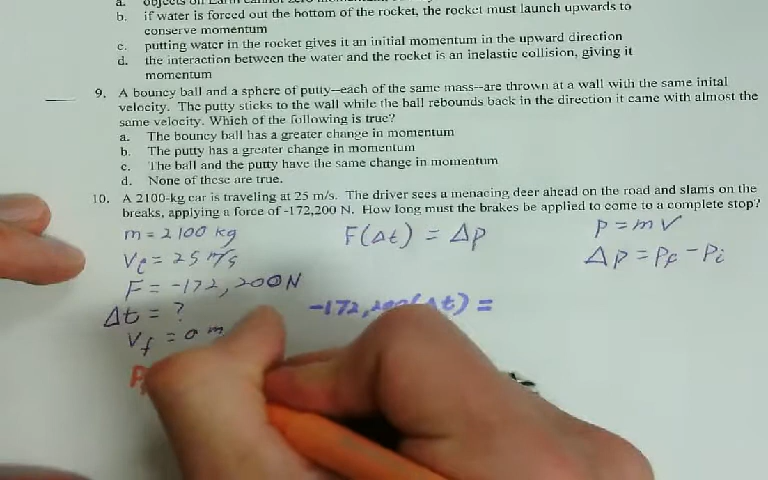 a. objects on Earth cannot
b. if water is forced out the bottom of the rocket, the rocket must launch upwards to
conserve momentum
c. putting water in the rocket gives it an initial momentum in the upward direction
d. the interaction between the water and the rocket is an inelastic collision, giving it
momentum
9. A bouncy ball and a sphere of putty--each of the same mass--are thrown at a wall with the same inital
velocity. The putty sticks to the wall while the ball rebounds back in the direction it came with almost the
same velocity. Which of the following is true?
a. The bouncy ball has a greater change in momentum
b. The putty has a greater change in momentum
c. The ball and the putty have the same change in momentum
d. None of these are true.
10. A 2100-kg car is traveling at 25 m/s. The driver sees a menacing deer ahead on the road and slams on the
breaks, applying a force of -172,200 N. How long must the brakes be applied to come to a complete stop?
m = 2100 kg F(Δt) = Δp p = mv
25 m/s Δp = pf - pi
F = -172,200N
Δt = ? -172, t) =
Vf = 0 m
P